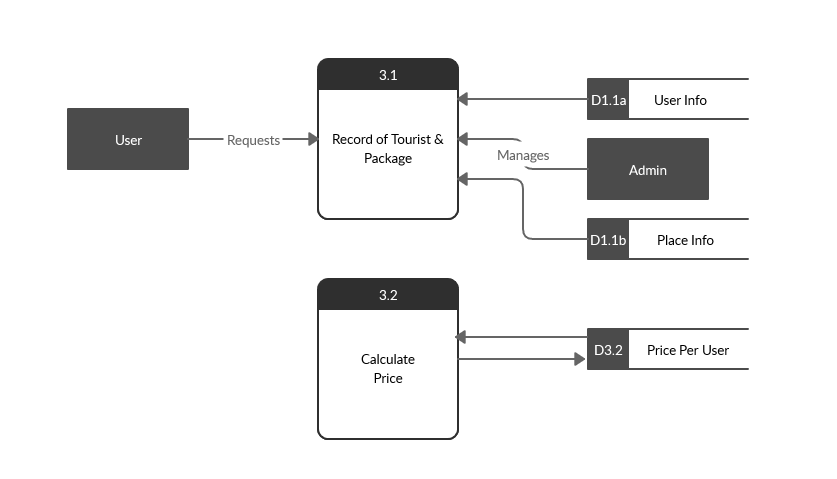 3.1
D1.1a
User Info
User
Requests
Record of Tourist &
Package
Manages
Admin
D1.1b
Place Info
3.2
Calculate
Price
D3.2
Price Per User